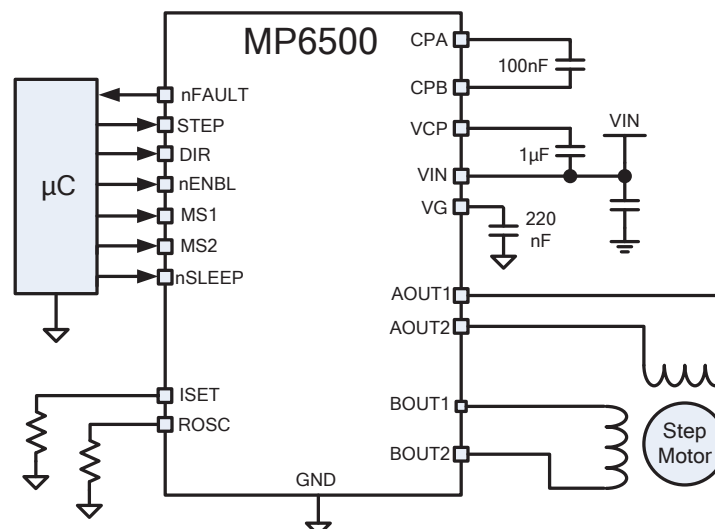 MP6500
µC
nFAULT
STEP
DIR
nENBL
MS1
MS2
nSLEEP
ISET
ROSC
GND
CPA
CPB
VCP
VIN
VG
AOUT1
AOUT2
BOUT1
BOUT2
100nF
1µF
VIN
220
nF
Step
Motor